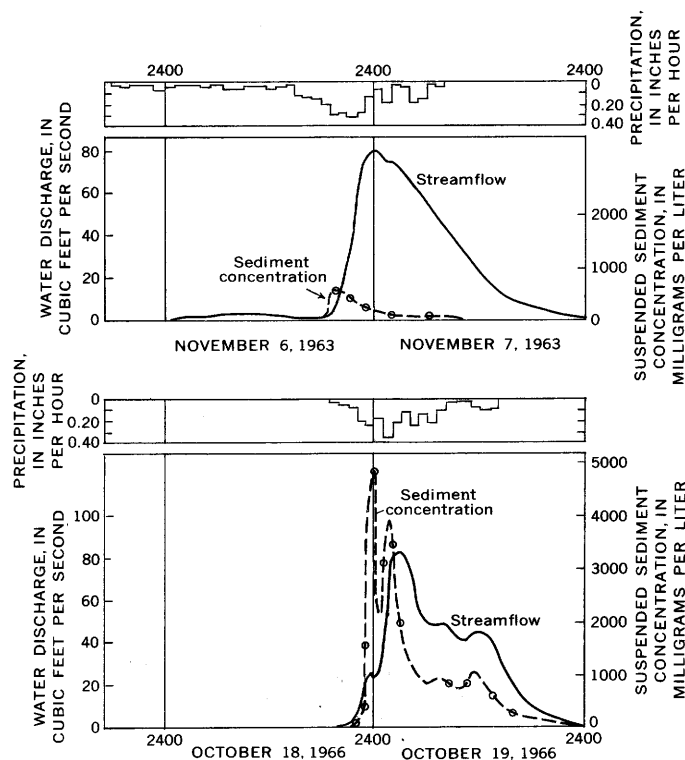 2400
2400
2400
PRECIPITATION,
IN INCHES
PER HOUR
0
0.20
0.40
WATER DISCHARGE, IN
CUBIC FEET PER SECOND
80
60
40
20
0
Streamflow
Sediment
concentration
2000
1000
0
SUSPENDED SEDIMENT
CONCENTRATION, IN
MILLIGRAMS PER LITER
NOVEMBER 6, 1963
NOVEMBER 7, 1963
PRECIPITATION,
IN INCHES
PER HOUR
0
0.20
0.40
WATER DISCHARGE, IN
CUBIC FEET PER SECOND
100
80
60
40
20
0
Sediment
concentration
Streamflow
5000
4000
3000
2000
1000
0
SUSPENDED SEDIMENT
CONCENTRATION, IN
MILLIGRAMS PER LITER
2400
2400
2400
OCTOBER 18, 1966
OCTOBER 19, 1966